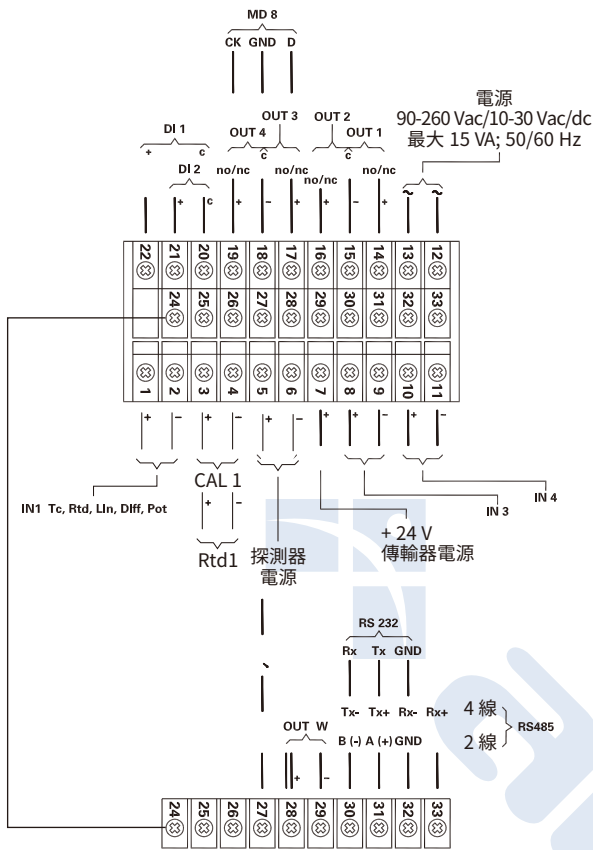 MD 8
CK GND D
OUT 3 OUT 2
DI 1 OUT 4 OUT 1
+ c c c
DI 2 no/nc no/nc no/nc no/nc
+ c + − + + − + ~ ~
電源
90-260 Vac/10-30 Vac/dc
最大 15 VA; 50/60 Hz
22 21 20 19 18 17 16 15 14 13 12
24 25 26 27 28 29 30 31 32 33
1 2 3 4 5 6 7 8 9 10 11
+ − + − + − + + − + −
IN1 Tc, Rtd, LIn, DIff, Pot
CAL 1
+ −
Rtd1
探測器
電源
+ 24 V
傳輸器電源
IN 3
IN 4
RS 232
Rx Tx GND
Tx- Tx+ Rx- Rx+ 4 線
RS485
OUT W B (-) A (+) GND 2 線
+ −
24 25 26 27 28 29 30 31 32 33